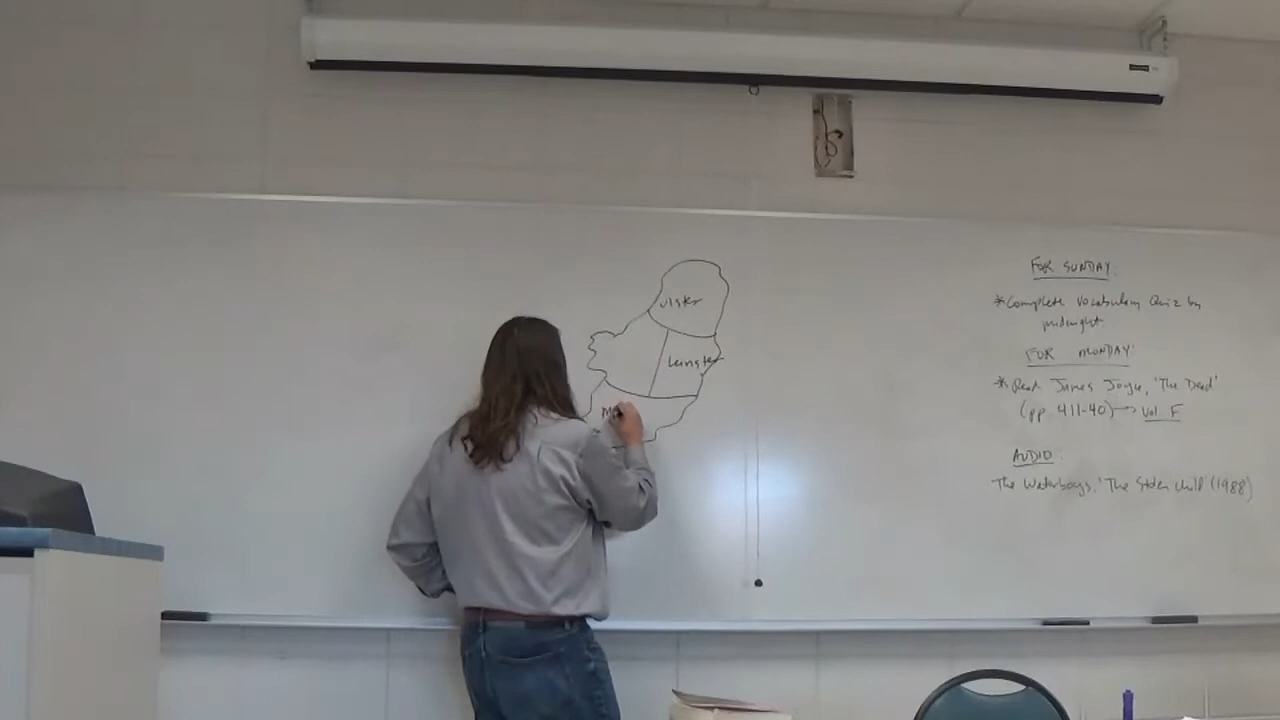 Ulster
Leinster
M
FOR SUNDAY:
*Complete Vocabulary Quiz by
midnight
FOR MONDAY:
*Read James Joyce, 'The Dead'
(pp. 411-40) → Vol. F
AUDIO:
The Waterboys, 'The Stolen Child' (1988)